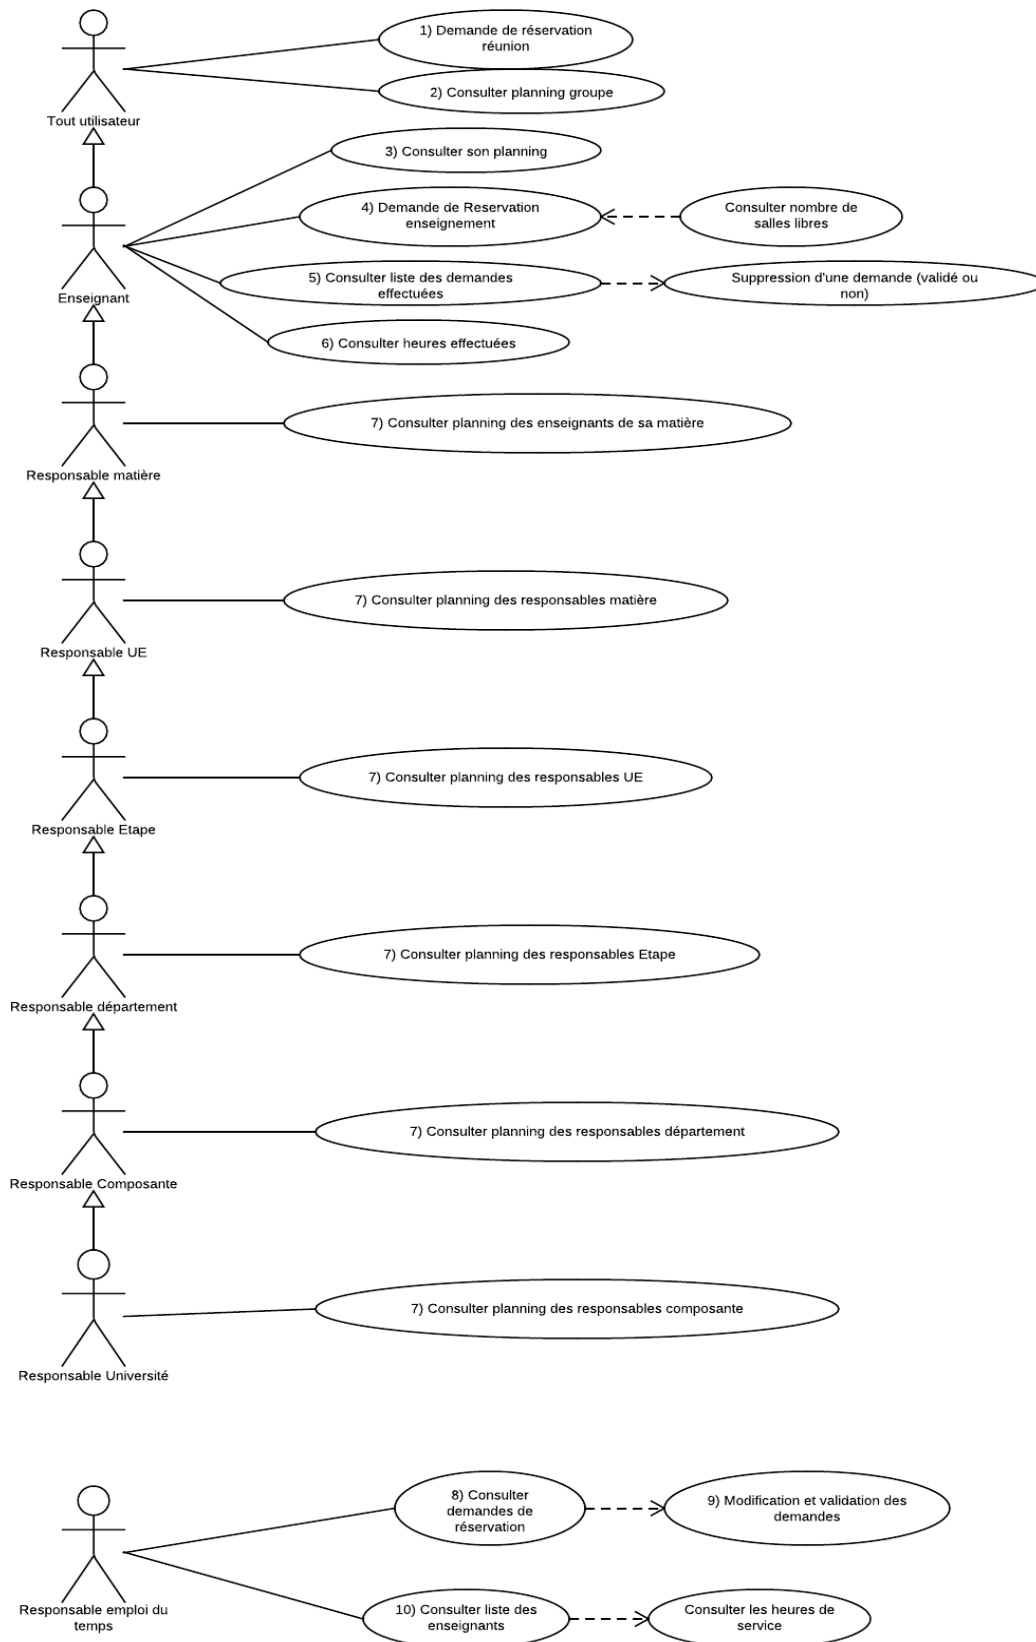 1) Demande de réservation
réunion
2) Consulter planning groupe
Tout utilisateur
3) Consulter son planning
4) Demande de Reservation
enseignement
Consulter nombre de
salles libres
5) Consulter liste des demandes
effectuées
Suppression d'une demande (validé ou
non)
Enseignant
6) Consulter heures effectuées
7) Consulter planning des enseignants de sa matière
Responsable matière
7) Consulter planning des responsables matière
Responsable UE
7) Consulter planning des responsables UE
Responsable Etape
7) Consulter planning des responsables Etape
Responsable département
7) Consulter planning des responsables département
Responsable Composante
7) Consulter planning des responsables composante
Responsable Université
8) Consulter
demandes de
réservation
9) Modification et validation des
demandes
Responsable emploi du
temps
10) Consulter liste des
enseignants
Consulter les heures de
service